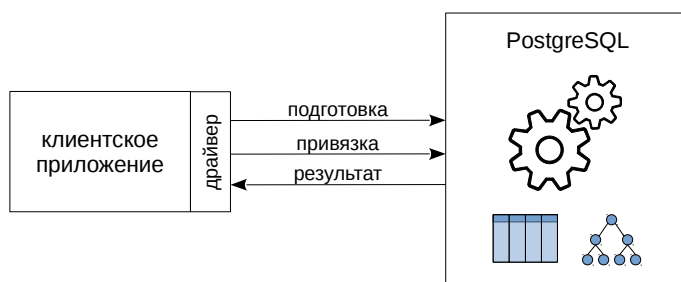 PostgreSQL
клиентское
приложение
драйвер
подготовка
привязка
результат